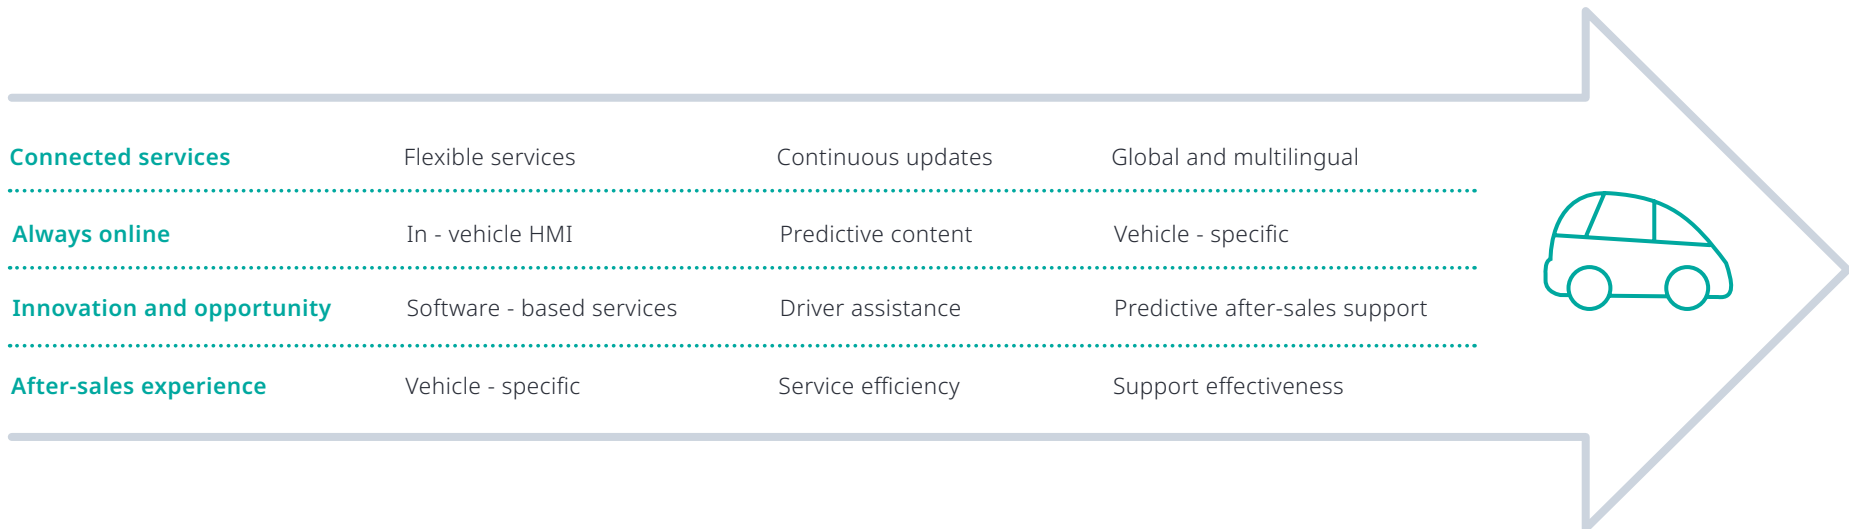 Connected services Flexible services Continuous updates Global and multilingual
Always online In - vehicle HMI Predictive content Vehicle - specific
Innovation and opportunity Software - based services Driver assistance Predictive after-sales support
After-sales experience Vehicle - specific Service efficiency Support effectiveness